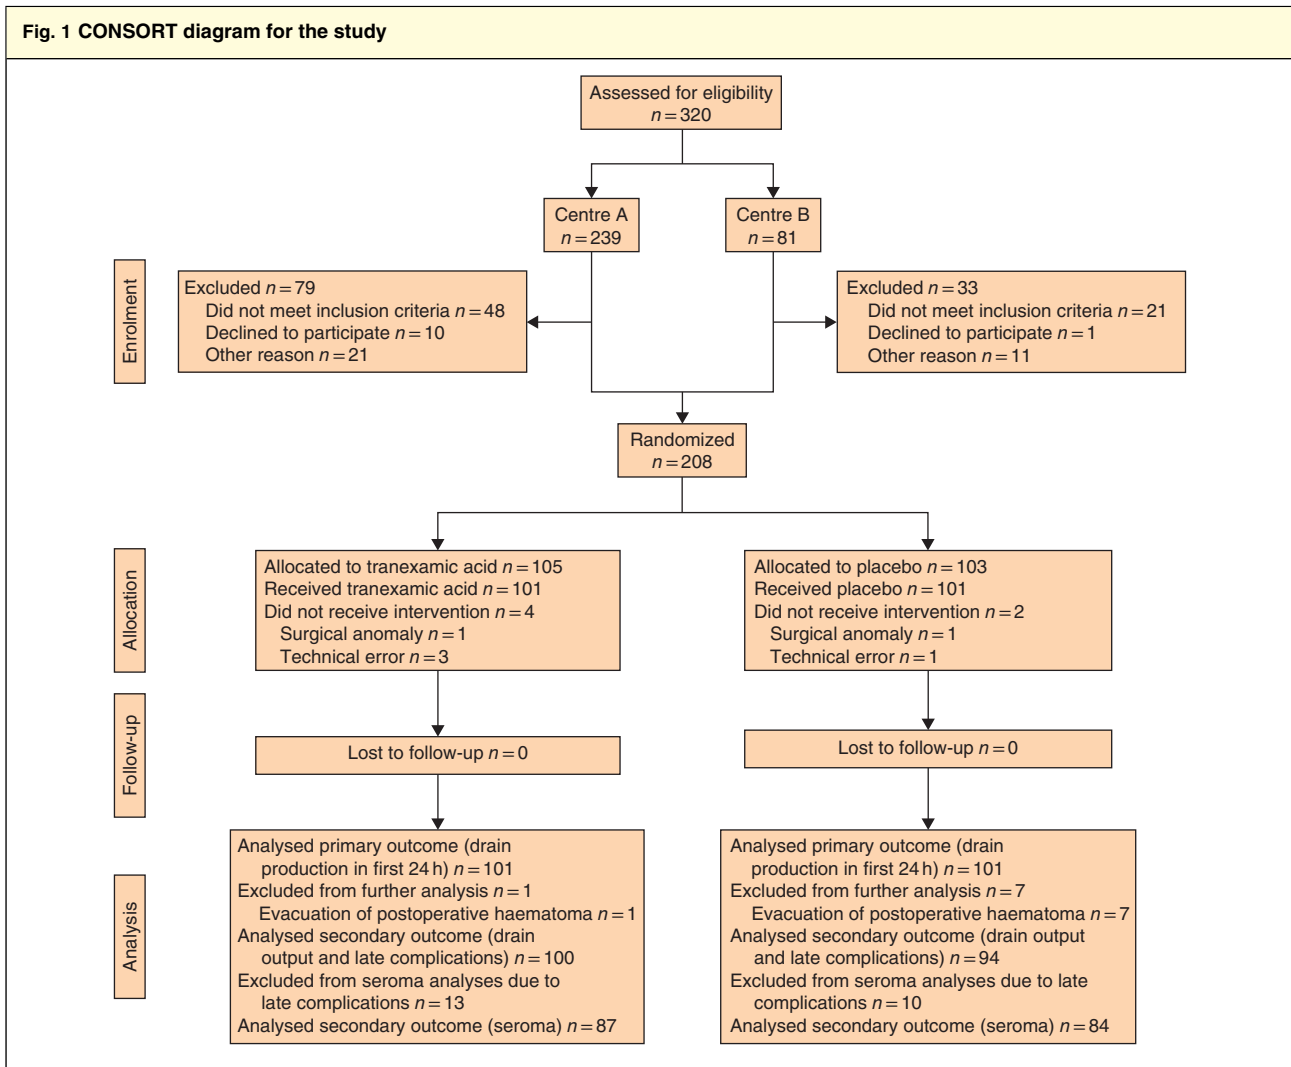 Fig. 1 CONSORT diagram for the study
Assessed for eligibility
n = 320
Centre A
n = 239
Centre B
n = 81
Enrolment
Excluded n = 79
Did not meet inclusion criteria n = 48
Declined to participate n = 10
Other reason n = 21
Excluded n = 33
Did not meet inclusion criteria n = 21
Declined to participate n = 1
Other reason n = 11
Randomized
n = 208
Allocation
Allocated to tranexamic acid n = 105
Received tranexamic acid n = 101
Did not receive intervention n = 4
Surgical anomaly n = 1
Technical error n = 3
Allocated to placebo n = 103
Received placebo n = 101
Did not receive intervention n = 2
Surgical anomaly n = 1
Technical error n = 1
Follow-up
Lost to follow-up n = 0
Lost to follow-up n = 0
Analysis
Analysed primary outcome (drain
production in first 24 h) n = 101
Excluded from further analysis n = 1
Evacuation of postoperative haematoma n = 1
Analysed secondary outcome (drain
output and late complications) n = 100
Excluded from seroma analyses due to
late complications n = 13
Analysed secondary outcome (seroma) n = 87
Analysed primary outcome (drain
production in first 24 h) n = 101
Excluded from further analysis n = 7
Evacuation of postoperative haematoma n = 7
Analysed secondary outcome (drain output
and late complications) n = 94
Excluded from seroma analyses due to late
complications n = 10
Analysed secondary outcome (seroma) n = 84